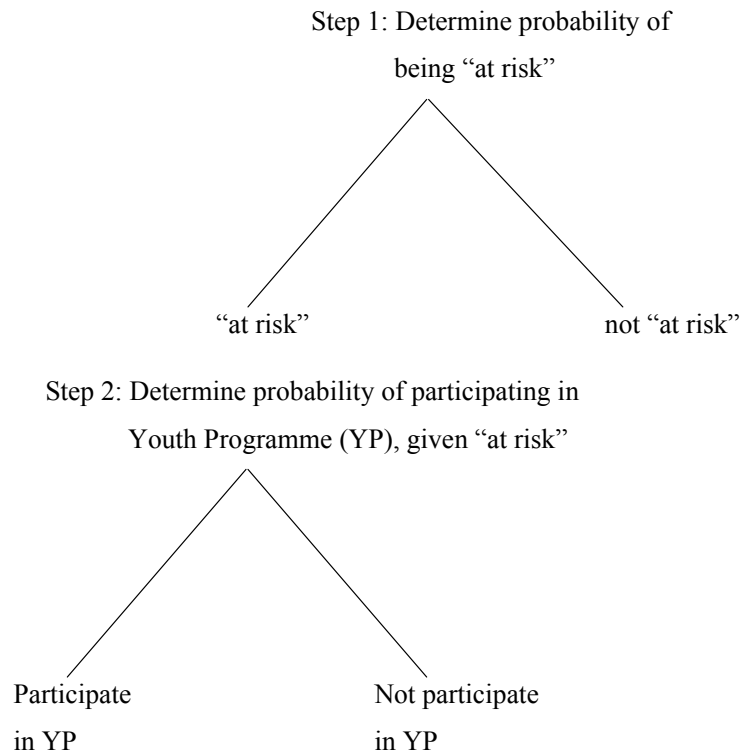 Step 1: Determine probability of
being “at risk”
“at risk”
not “at risk”
Step 2: Determine probability of participating in
Youth Programme (YP), given “at risk”
Participate
in YP
Not participate
in YP